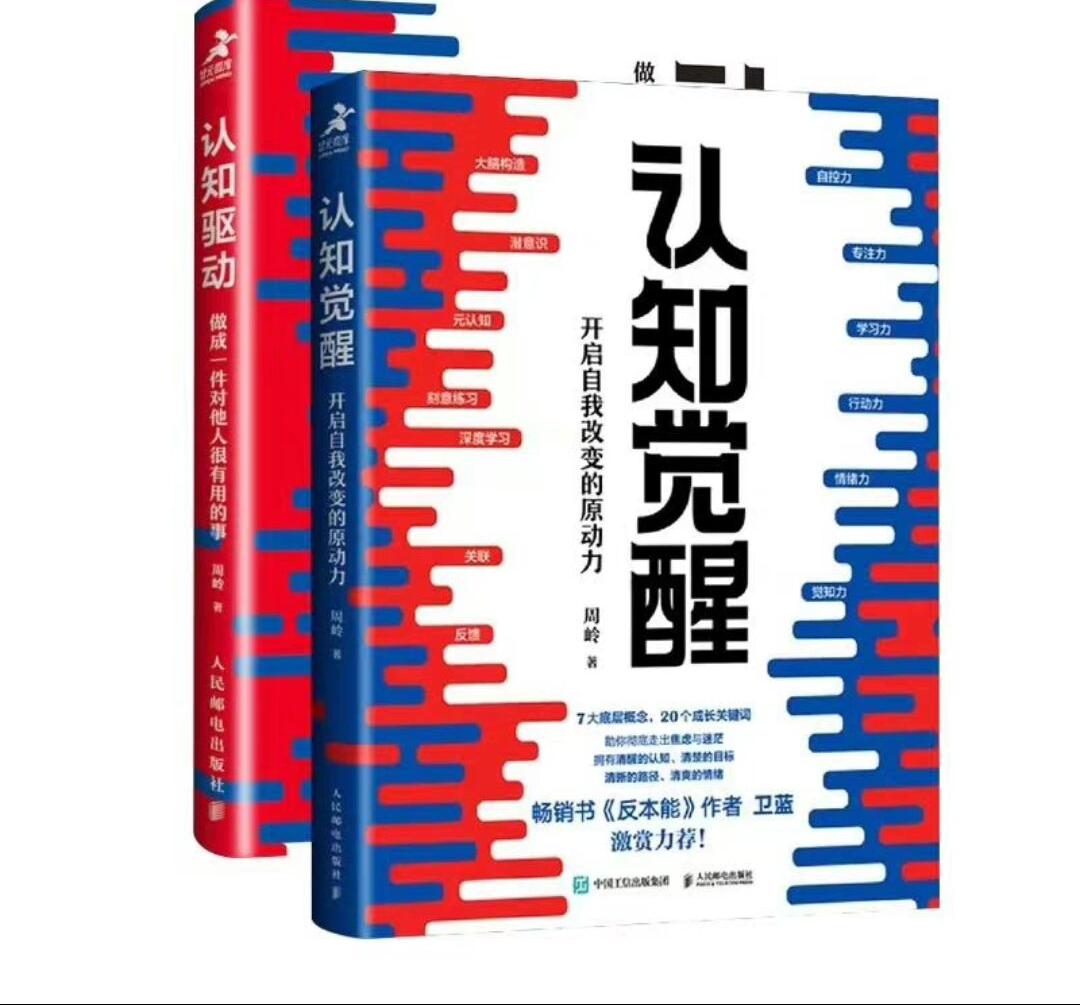 认知驱动
做成一件对他人很有用的事
周岭 著
人民邮电出版社
做
认知觉醒
开启自我改变的原动力
周岭 著
人民邮电出版社
大脑构造
潜意识
元认知
刻意练习
深度学习
关联
反馈
自控力
专注力
学习力
行动力
情绪力
觉知力
认知觉醒
开启自我改变的原动力
周岭 著
7大底层概念，20个成长关键词
助你彻底走出焦虑与迷茫
拥有清醒的认知、清楚的目标
清晰的路径、清爽的情绪
畅销书《反本能》作者 卫蓝
激赏力荐！
中国工信出版集团
人民邮电出版社
POSTS & TELECOM PRESS